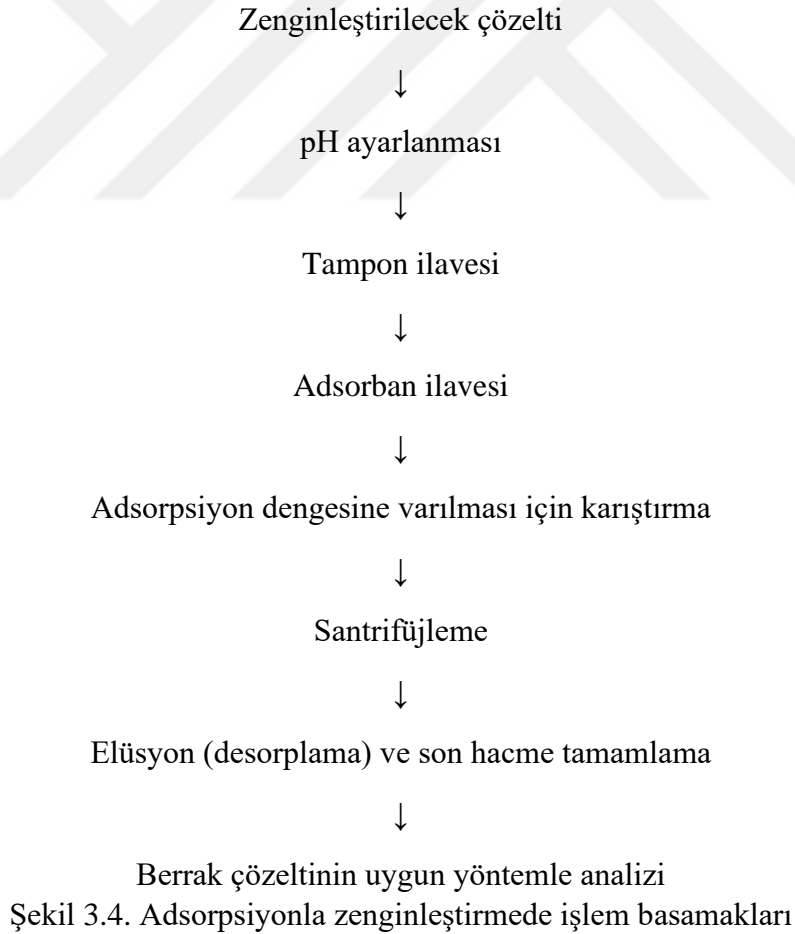 Zenginleştirilecek çözelti
↓
pH ayarlanması
↓
Tampon ilavesi
↓
Adsorban ilavesi
↓
Adsorpsiyon dengesine varılması için karıştırma
↓
Santrifüjleme
↓
Elüsyon (desorplama) ve son hacme tamamlama
↓
Berrak çözeltinin uygun yöntemle analizi
Şekil 3.4. Adsorpsiyonla zenginleştirmede işlem basamakları